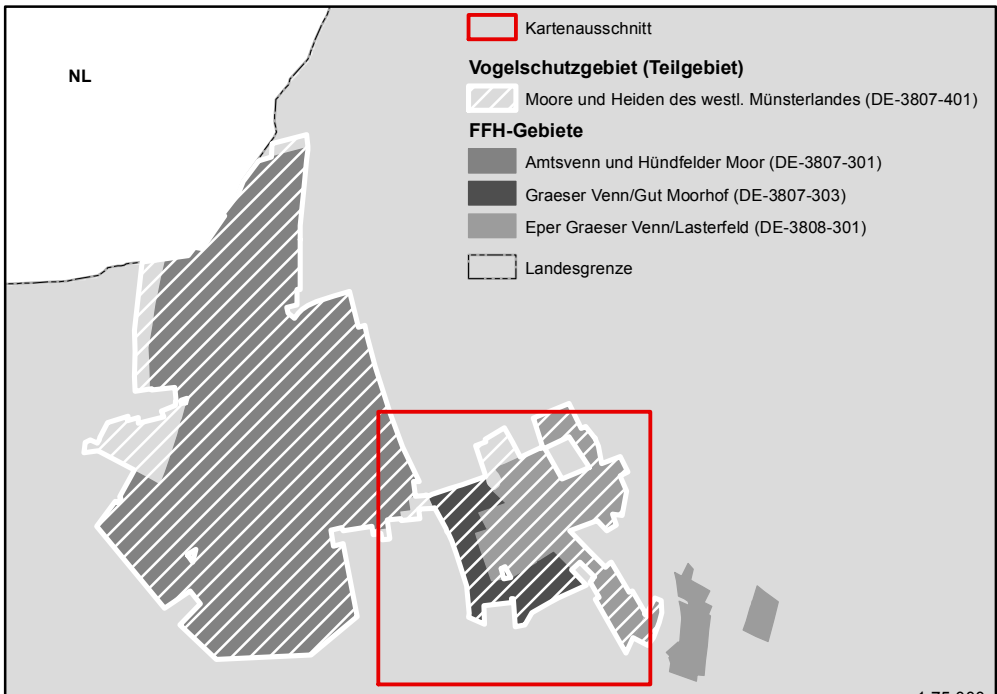 NL
Kartenausschnitt
Vogelschutzgebiet (Teilgebiet)
Moore und Heiden des westl. Münsterlandes (DE-3807-401)
FFH-Gebiete
Amtsvenn und Hündfelder Moor (DE-3807-301)
Graeser Venn/Gut Moorhof (DE-3807-303)
Eper Graeser Venn/Lasterfeld (DE-3808-301)
Landesgrenze